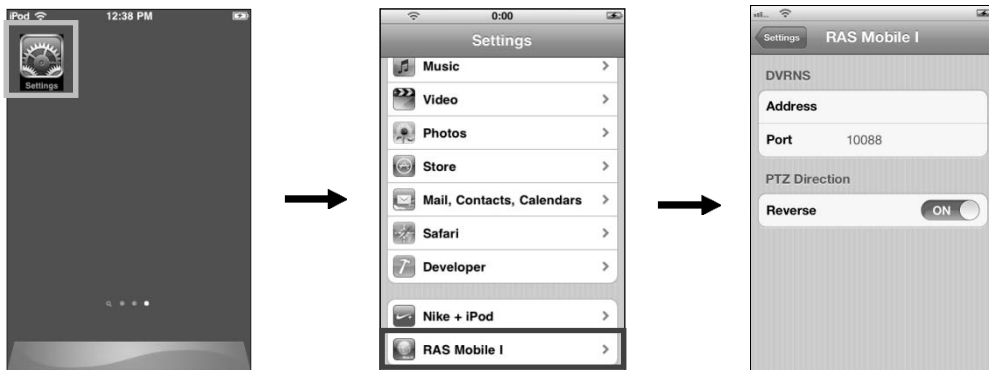 iPod
12:38 PM
Settings
0:00
Settings
Music
Video
Photos
Store
Mail, Contacts, Calendars
Safari
Developer
Nike + iPod
RAS Mobile I
Settings
RAS Mobile I
DVRNS
Address
Port 10088
PTZ Direction
Reverse ON